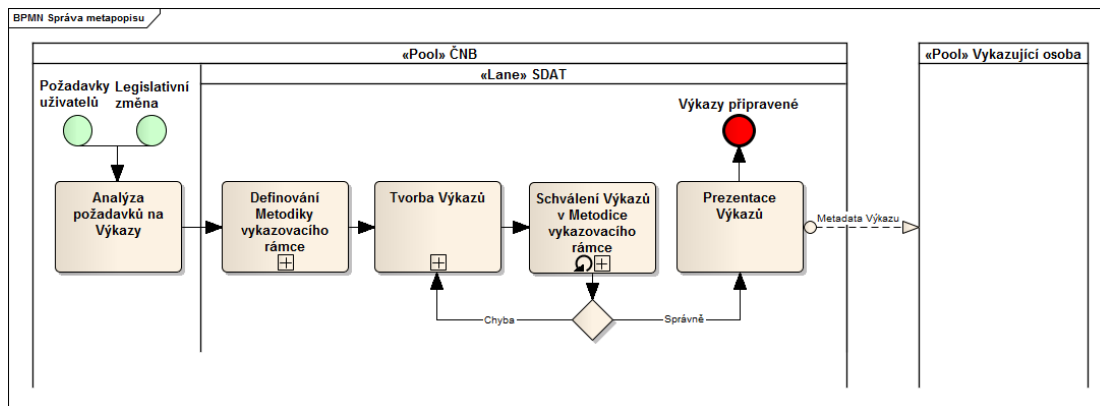 BPMN Správa metapopisu
«Pool» ČNB
«Pool» Vykazující osoba
«Lane» SDAT
Požadavky
uživatelů
Legislativní
změna
Výkazy připravené
Analýza
požadavků na
Výkazy
Definování
Metodiky
vykazovacího
rámce
Tvorba Výkazů
Schválení Výkazů
v Metodice
vykazovacího
rámce
Prezentace
Výkazů
Metadata Výkazu
Chyba
Správně